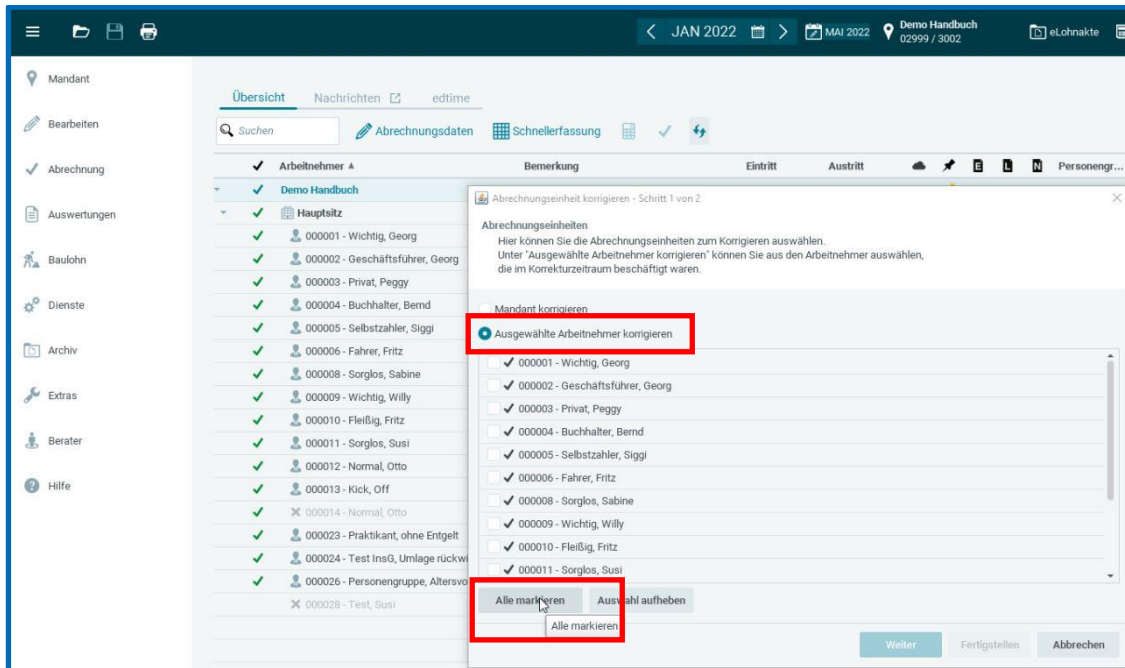 JAN 2022
MAI 2022
Demo Handbuch
02999 / 3002
eLohnakte
Mandant
Bearbeiten
Abrechnung
Auswertungen
Baulohn
Dienste
Archiv
Extras
Berater
Hilfe
Übersicht Nachrichten edtime
Suchen Abrechnungsdaten Schnellerfassung
Arbeitnehmer Bemerkung Eintritt Austritt E L N Personengr...
Demo Handbuch
Hauptsitz
000001 - Wichtig, Georg
000002 - Geschäftsführer, Georg
000003 - Privat, Peggy
000004 - Buchhalter, Bernd
000005 - Selbstzahler, Siggi
000006 - Fahrer, Fritz
000008 - Sorglos, Sabine
000009 - Wichtig, Willy
000010 - Fleißig, Fritz
000011 - Sorglos, Susi
000012 - Normal, Otto
000013 - Kick, Off
000014 - Normal, Otto
000023 - Praktikant, ohne Entgelt
000024 - Test InsG, Umlage rückwi
000026 - Personengruppe, Altersvo
000028 - Test, Susi
Abrechnungseinheit korrigieren - Schritt 1 von 2
Abrechnungseinheiten
Hier können Sie die Abrechnungseinheiten zum Korrigieren auswählen.
Unter "Ausgewählte Arbeitnehmer korrigieren" können Sie aus den Arbeitnehmer auswählen,
die im Korrekturzeitraum beschäftigt waren.
Mandant korrigieren
Ausgewählte Arbeitnehmer korrigieren
000001 - Wichtig, Georg
000002 - Geschäftsführer, Georg
000003 - Privat, Peggy
000004 - Buchhalter, Bernd
000005 - Selbstzahler, Siggi
000006 - Fahrer, Fritz
000008 - Sorglos, Sabine
000009 - Wichtig, Willy
000010 - Fleißig, Fritz
000011 - Sorglos, Susi
Alle markieren Auswahl aufheben
Alle markieren
Weiter Fertigstellen Abbrechen